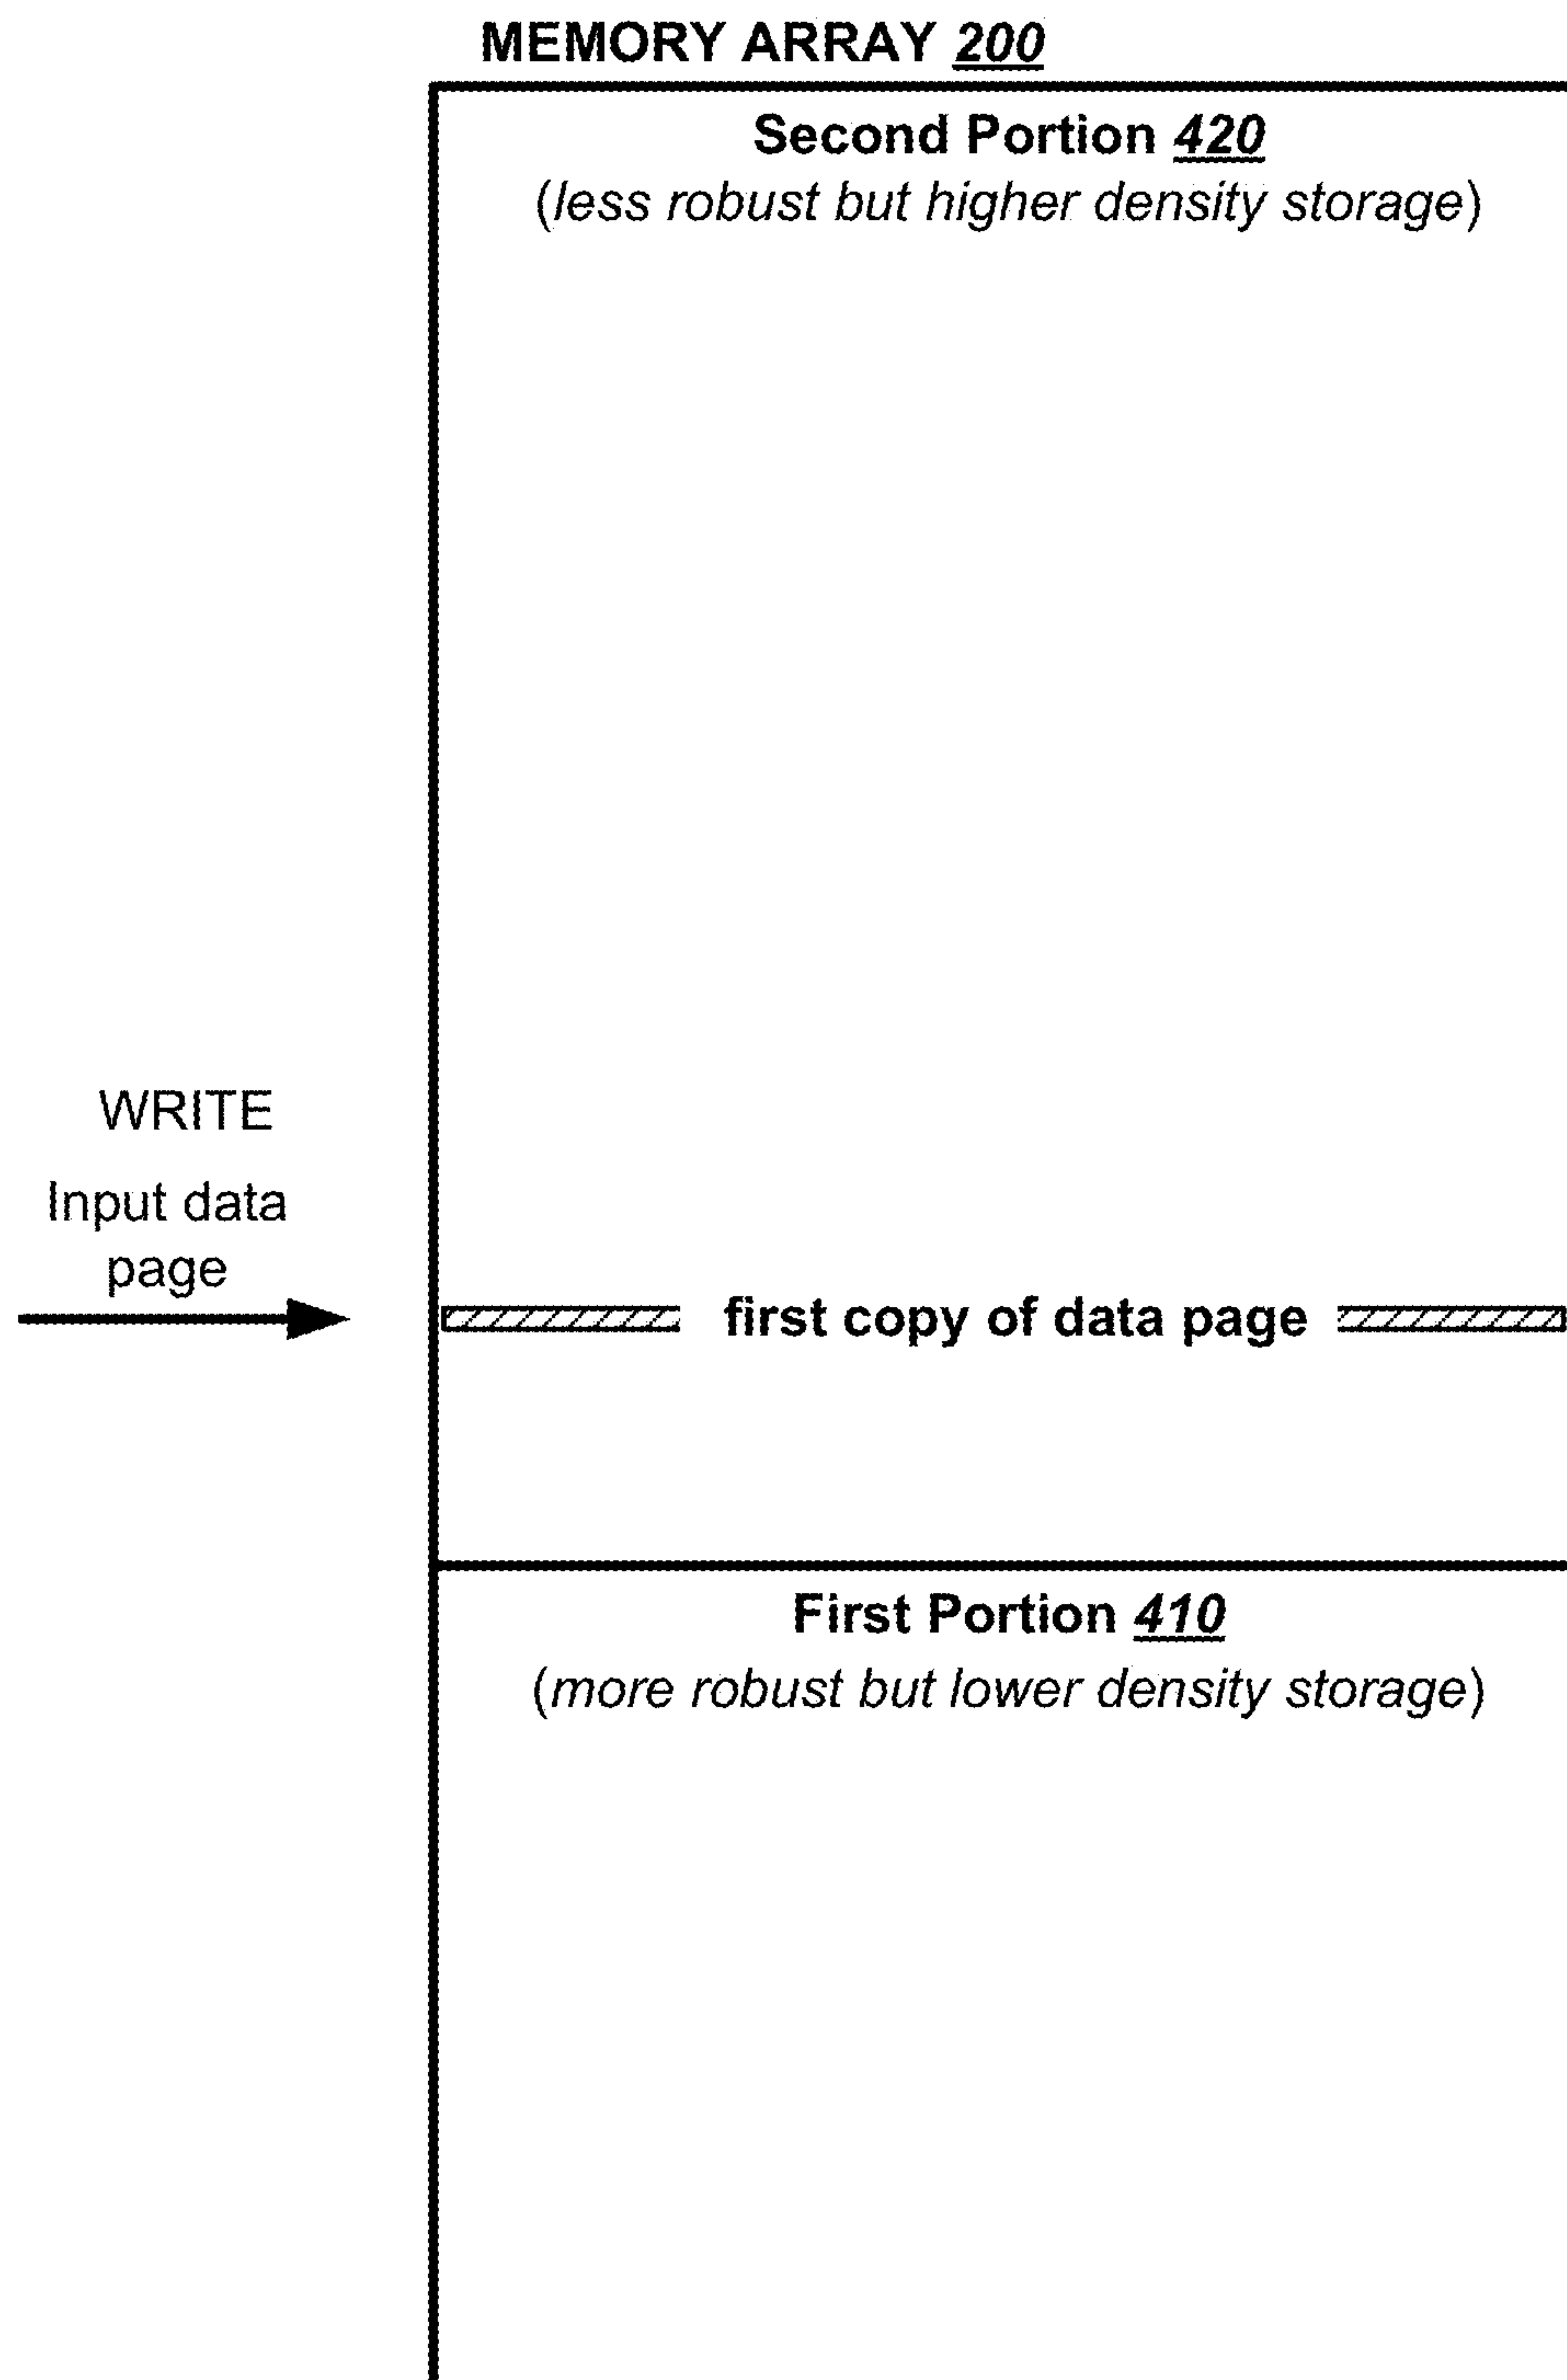 MEMORY ARRAY 200
Second Portion 420
(less robust but higher density storage)
WRITE
Input data
page
first copy of data page
First Portion 410
(more robust but lower density storage)